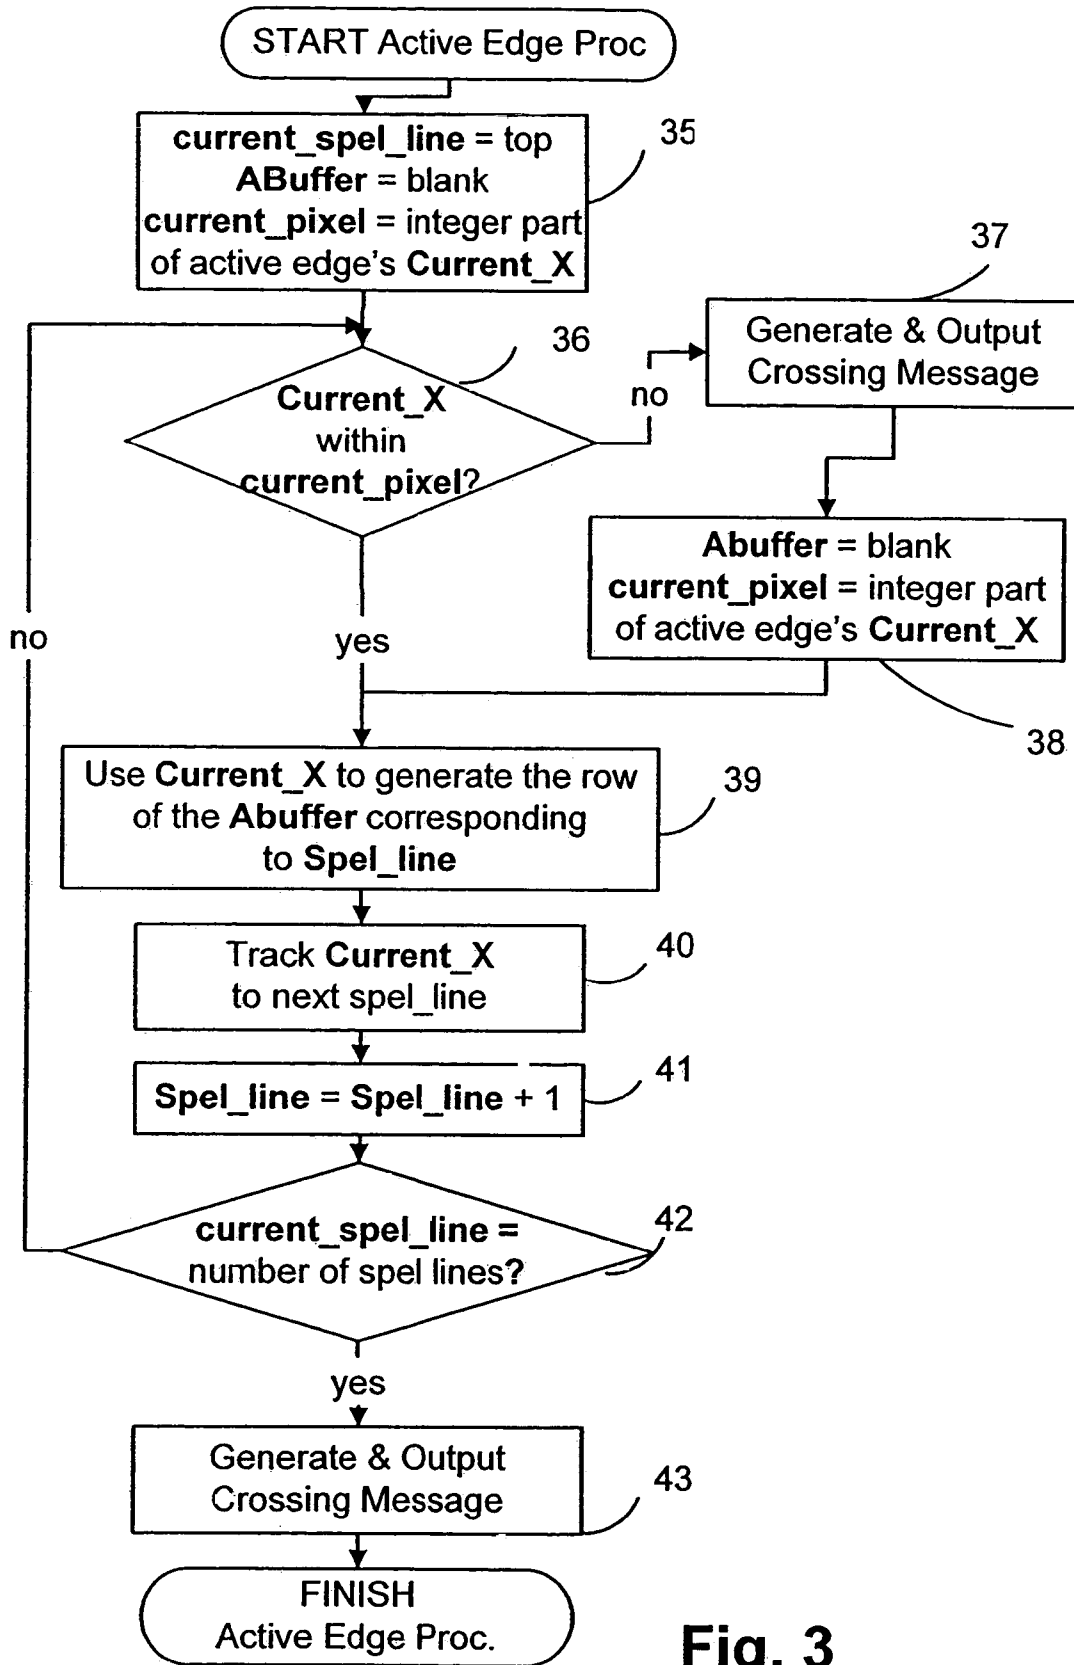 START Active Edge Proc
current_spel_line = top
ABuffer = blank
current_pixel = integer part
of active edge's Current_X
35
36
Current_X
within
current_pixel?
no
37
Generate & Output
Crossing Message
Abuffer = blank
current_pixel = integer part
of active edge's Current_X
38
no
yes
Use Current_X to generate the row
of the Abuffer corresponding
to Spel_line
39
Track Current_X
to next spel_line
40
Spel_line = Spel_line + 1
41
current_spel_line =
number of spel lines?
42
yes
Generate & Output
Crossing Message
43
FINISH
Active Edge Proc.
Fig. 3